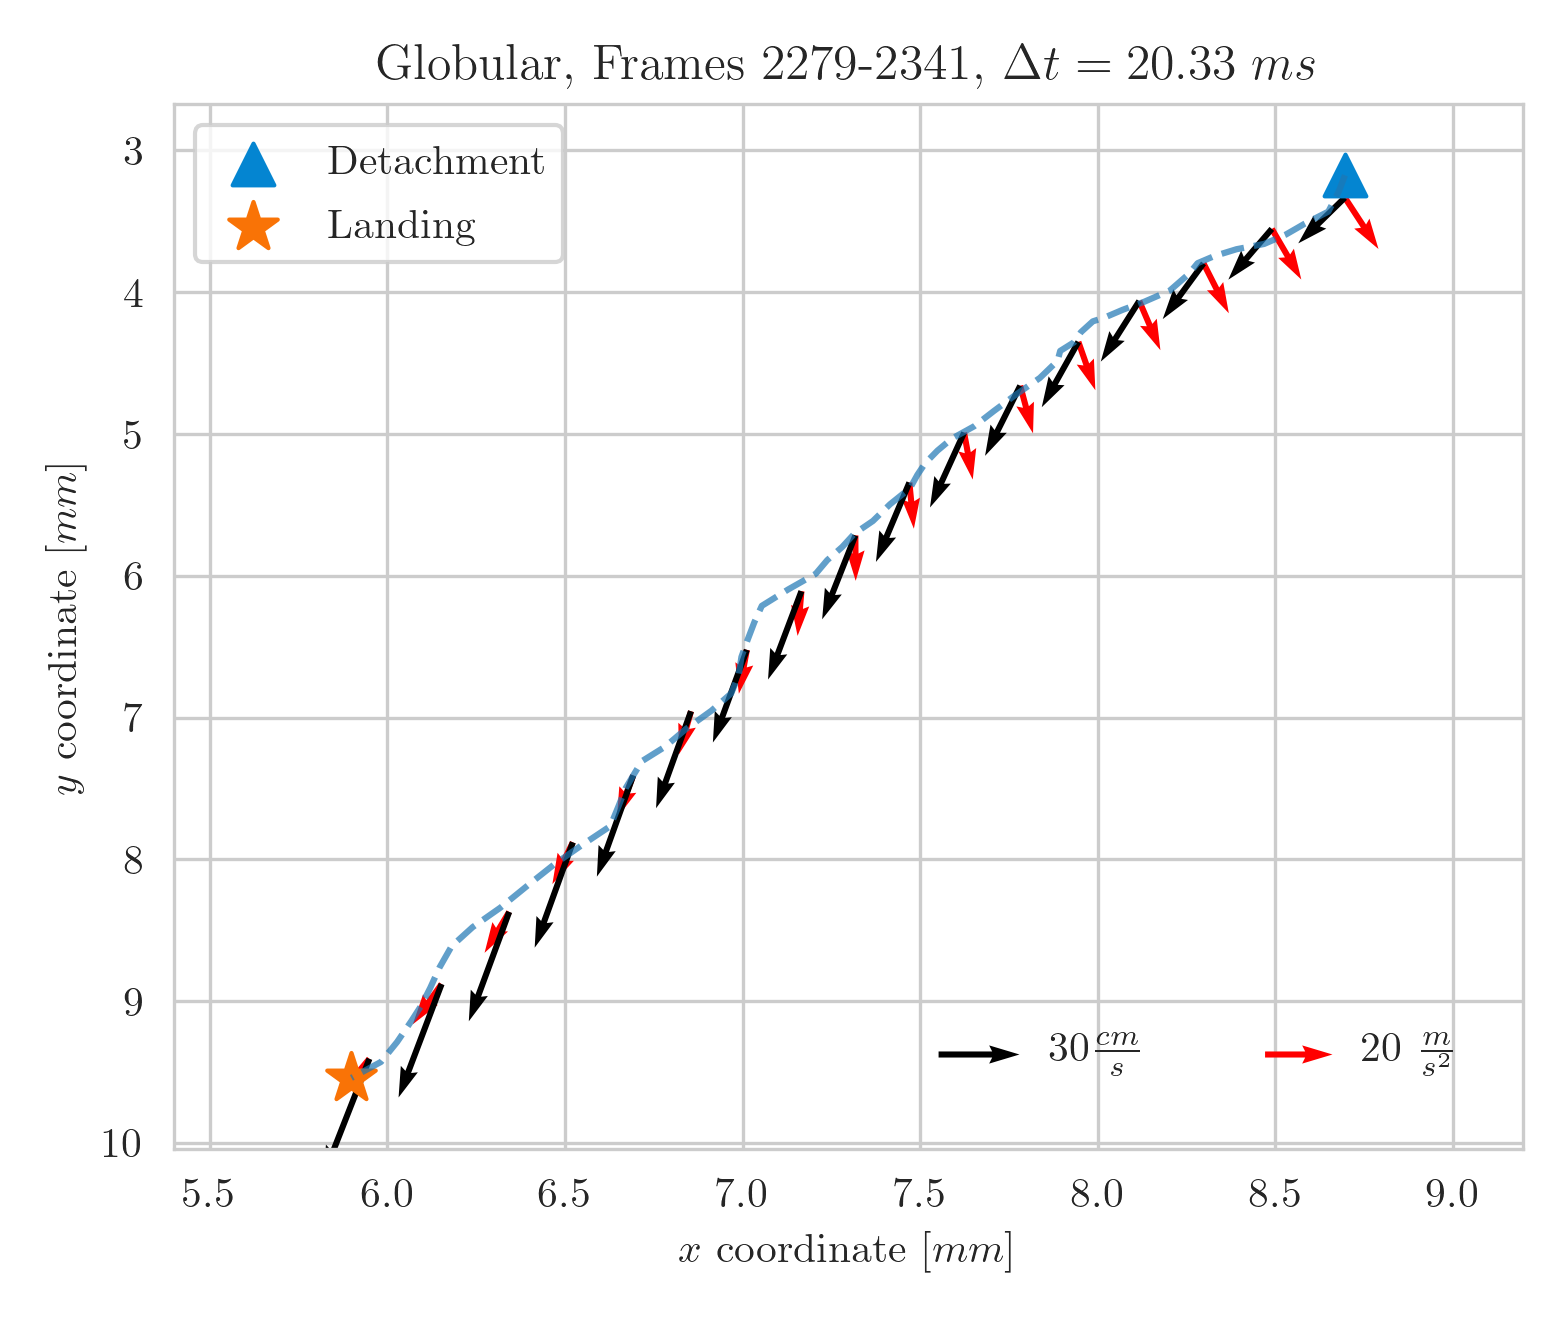 Globular, Frames 2279-2341, Δt = 20.33 ms
Detachment
Landing
3
4
5
6
7
8
9
10
y coordinate [mm]
30 cm/s
20 m/s²
5.5 6.0 6.5 7.0 7.5 8.0 8.5 9.0
x coordinate [mm]